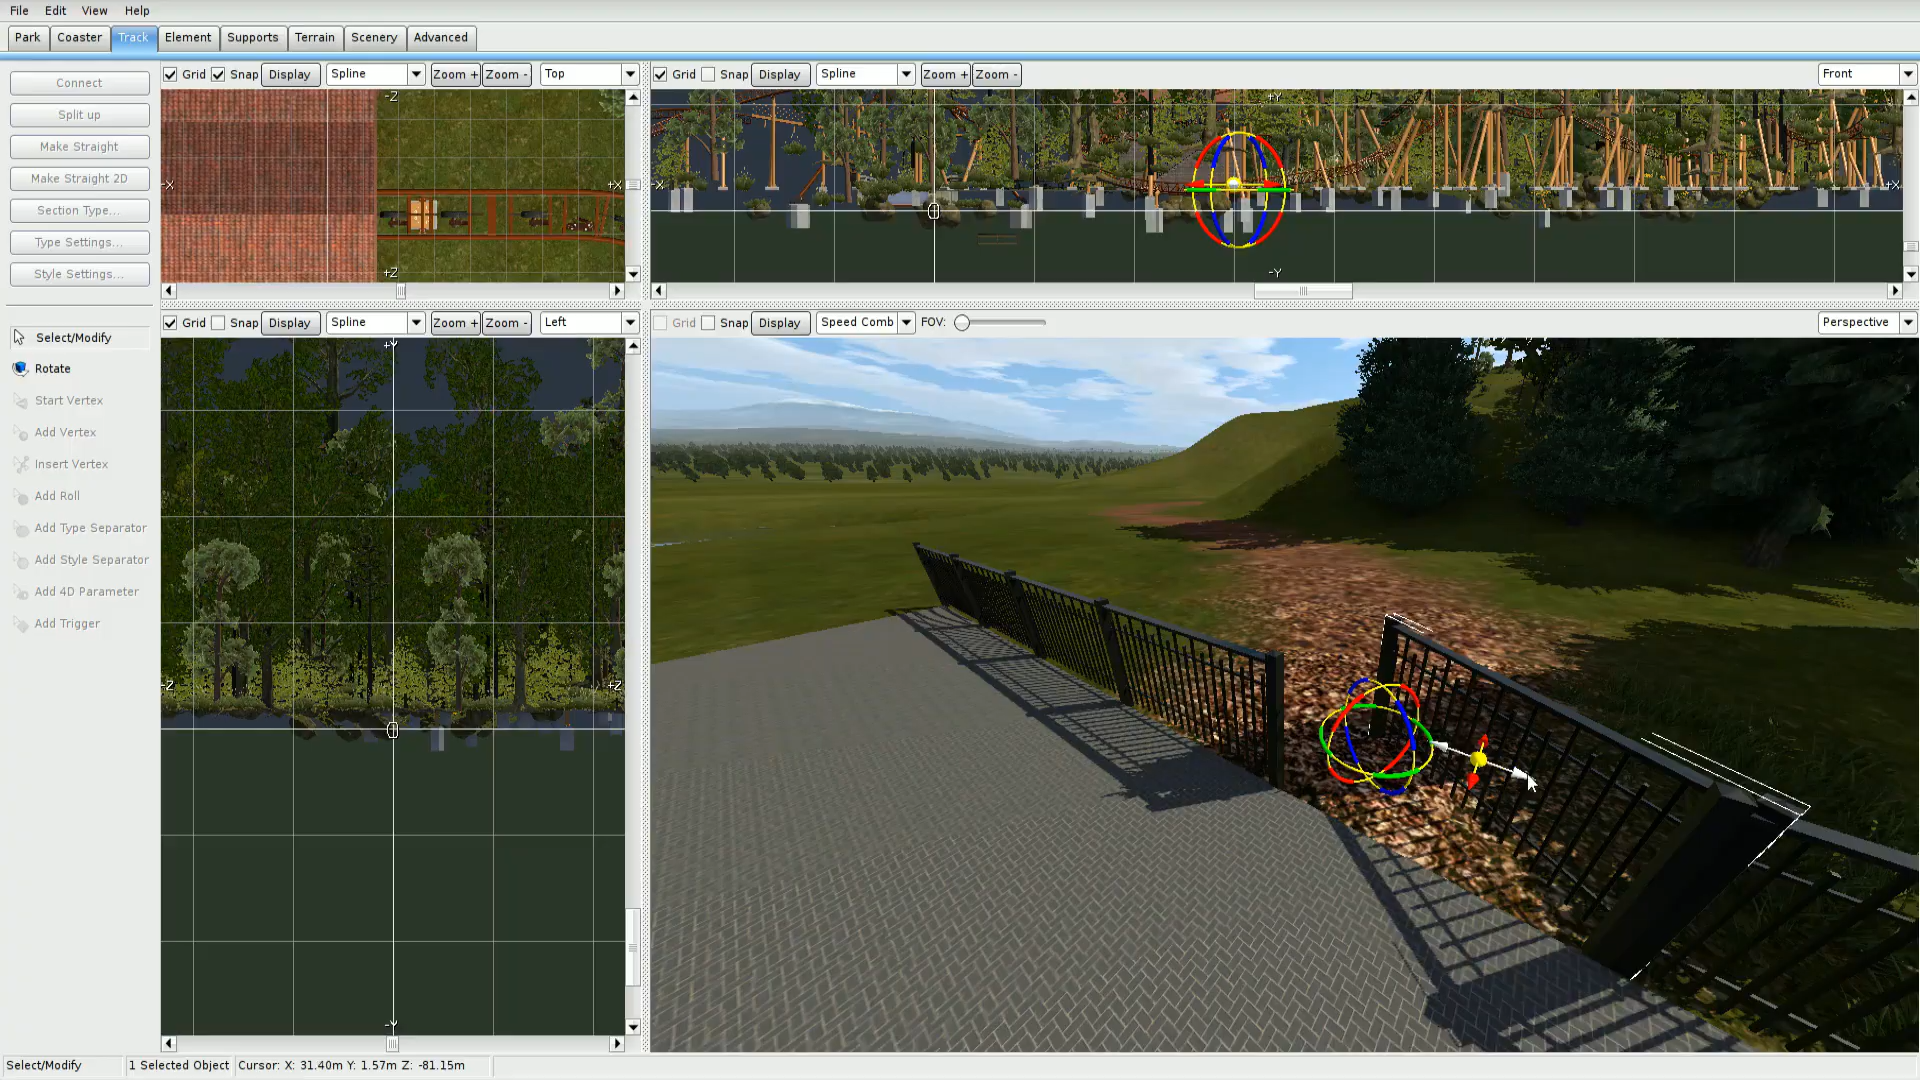 File Edit View Help
Park Coaster Track Element Supports Terrain Scenery Advanced
Connect
Split up
Make Straight
Make Straight 2D
Section Type...
Type Settings...
Style Settings...
Select/Modify
Rotate
Start Vertex
Add Vertex
Insert Vertex
Add Roll
Add Type Separator
Add Style Separator
Add 4D Parameter
Add Trigger
Grid Snap Display Spline Zoom + Zoom - Top
-Z
-X +X
+Z
Grid Snap Display Spline Zoom + Zoom - Front
+Y
-X +X
-Y
Grid Snap Display Spline Zoom + Zoom - Left
+Y
-Z +Z
-Y
Grid Snap Display Speed Comb FOV: Perspective
Select/Modify 1 Selected Object Cursor: X: 31.40m Y: 1.57m Z: -81.15m